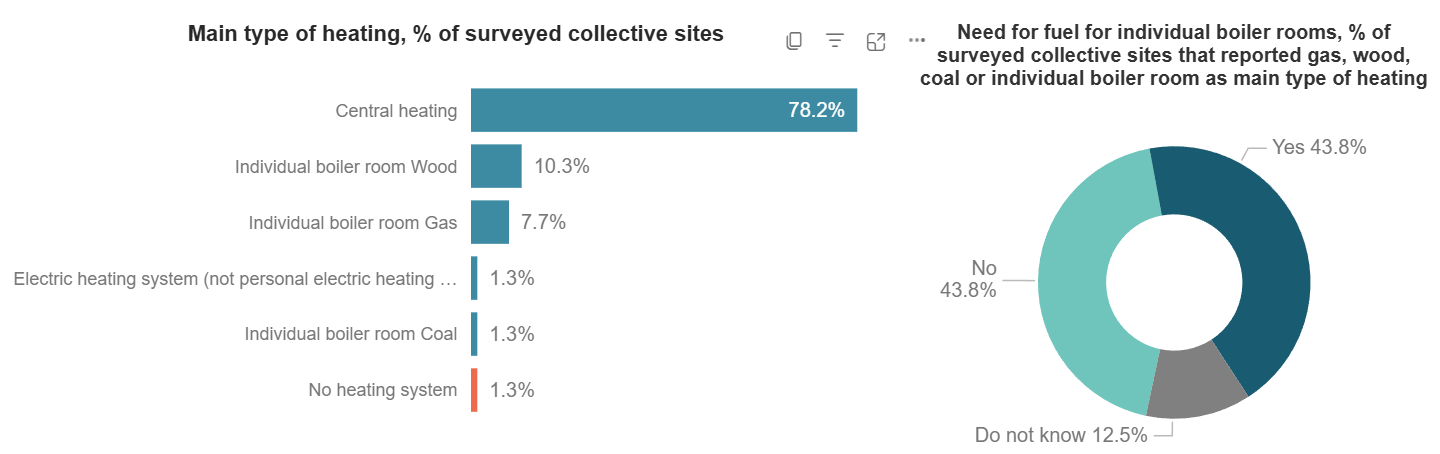 Main type of heating, % of surveyed collective sites
Central heating
78.2%
Individual boiler room Wood
10.3%
Individual boiler room Gas
7.7%
Electric heating system (not personal electric heating …
1.3%
Individual boiler room Coal
1.3%
No heating system
1.3%
Need for fuel for individual boiler rooms, % of
surveyed collective sites that reported gas, wood,
coal or individual boiler room as main type of heating
Yes 43.8%
No
43.8%
Do not know 12.5%